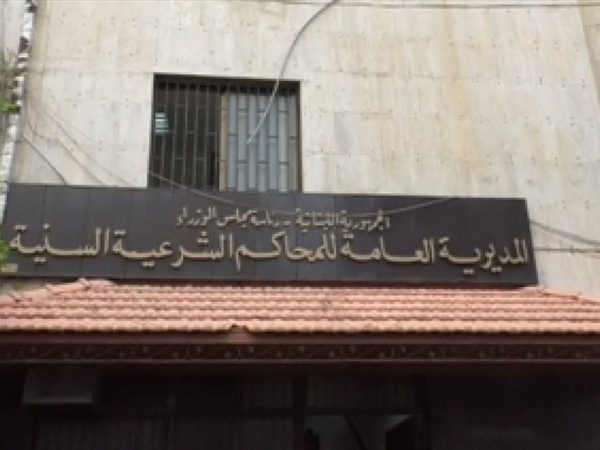 الجمهورية اللبنانية - رئاسة مجلس الوزراء
المديرية العامة للمحاكم الشرعية السنية